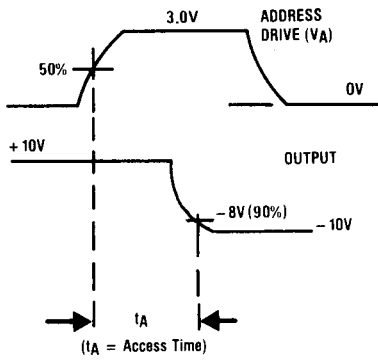 3.0V
ADDRESS
DRIVE (VA)
50%
0V
+10V
OUTPUT
-8V (90%)
-10V
tA
(tA = Access Time)